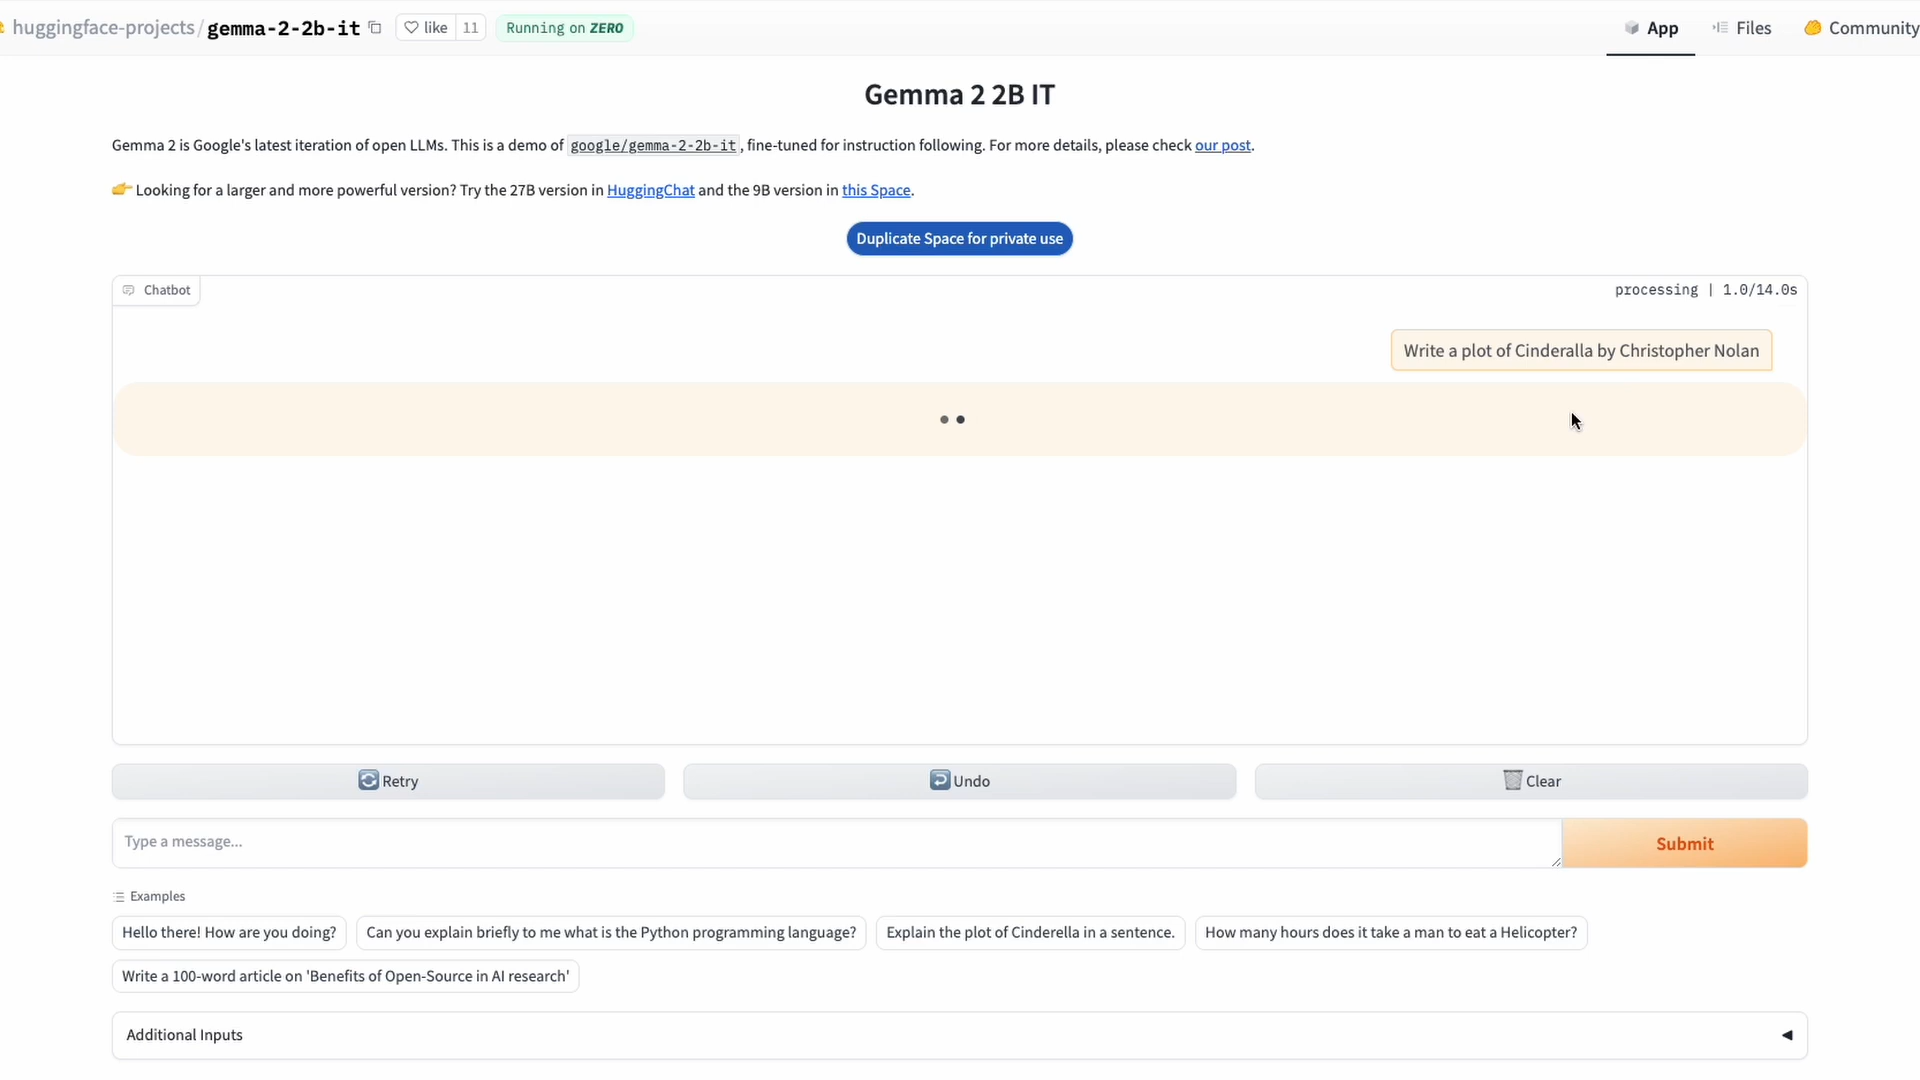 huggingface-projects/gemma-2-2b-it like 11 Running on ZERO App Files Community
Gemma 2 2B IT
Gemma 2 is Google's latest iteration of open LLMs. This is a demo of google/gemma-2-2b-it, fine-tuned for instruction following. For more details, please check our post.
👉 Looking for a larger and more powerful version? Try the 27B version in HuggingChat and the 9B version in this Space.
Duplicate Space for private use
Chatbot processing | 1.0/14.0s
Write a plot of Cinderalla by Christopher Nolan
Retry Undo Clear
Type a message... Submit
Examples
Hello there! How are you doing? Can you explain briefly to me what is the Python programming language? Explain the plot of Cinderella in a sentence. How many hours does it take a man to eat a Helicopter?
Write a 100-word article on 'Benefits of Open-Source in AI research'
Additional Inputs